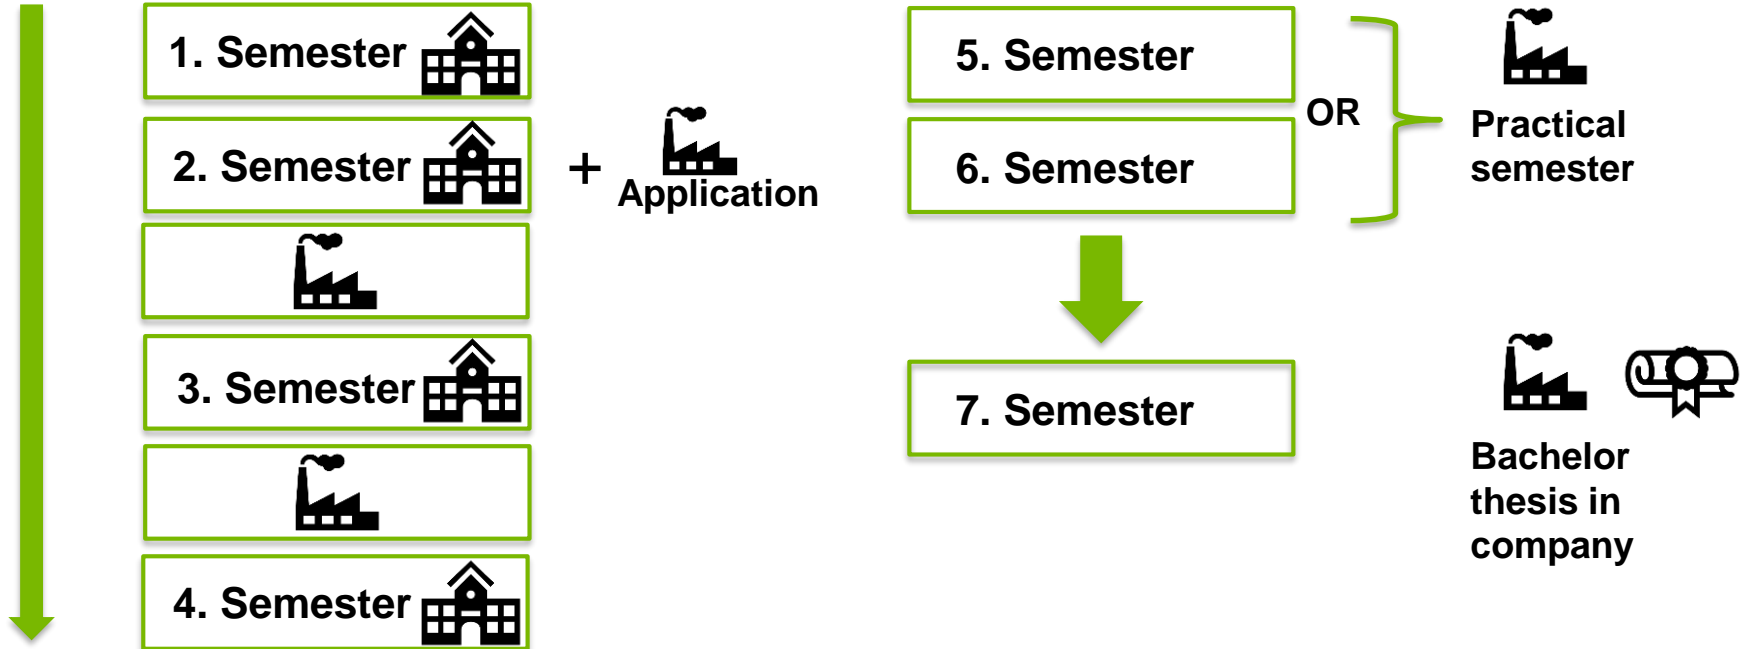 1. Semester
2. Semester
+
Application
3. Semester
4. Semester
5. Semester
OR
6. Semester
Practical
semester
7. Semester
Bachelor
thesis in
company